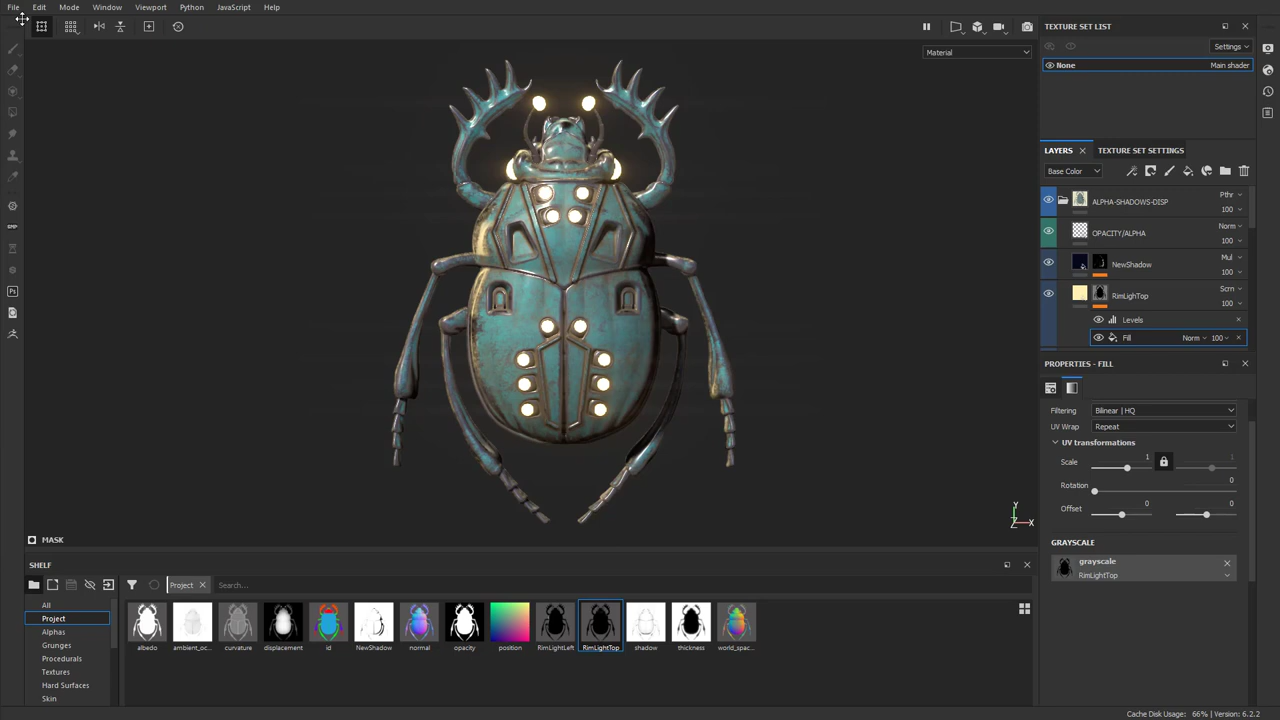 File Edit Mode Window Viewport Python JavaScript Help
Material
TEXTURE SET LIST
Settings
None Main shader
LAYERS TEXTURE SET SETTINGS
Base Color
ALPHA-SHADOWS-DISP Pthr 100
OPACITY/ALPHA Norm 100
NewShadow Mul 100
RimLighTop Scrn 100
Levels
Fill Norm 100
PROPERTIES - FILL
Filtering Bilinear | HQ
UV Wrap Repeat
UV transformations
Scale 1 1
Rotation 0
Offset 0 0
GRAYSCALE
grayscale
RimLightTop
Y
Z X
MASK
Ps
SHELF
Project Search...
All
Project
Alphas
Grunges
Procedurals
Textures
Hard Surfaces
Skin
albedo ambient_oc... curvature displacement id NewShadow normal opacity position RimLightLeft RimLightTop shadow thickness world_spac...
Cache Disk Usage: 66% | Version: 6.2.2